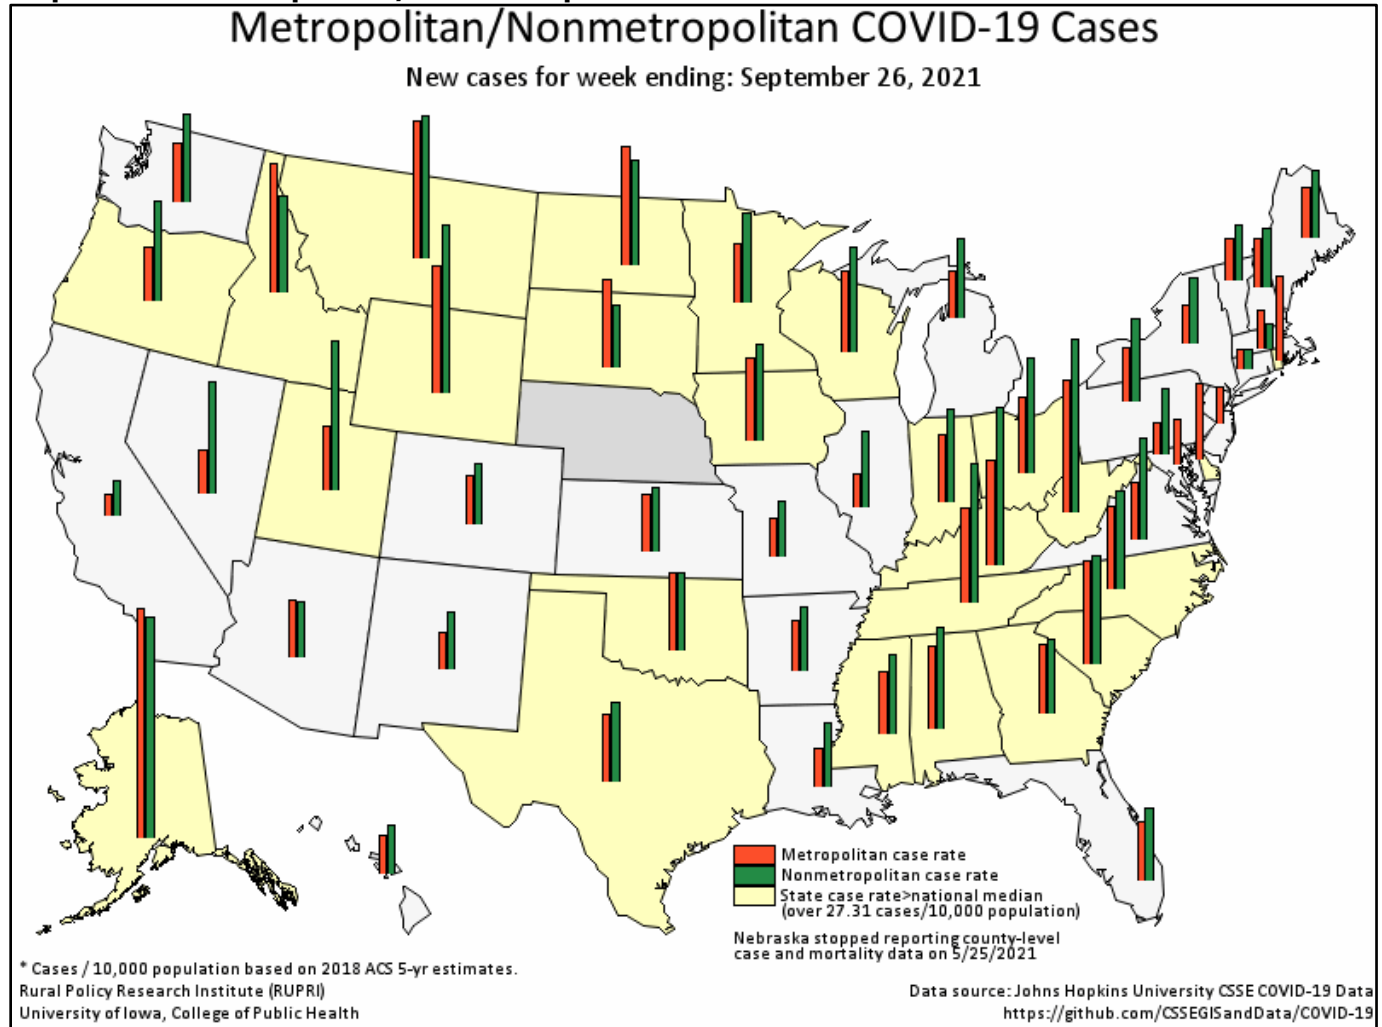 Metropolitan/Nonmetropolitan COVID-19 Cases
New cases for week ending: September 26, 2021
Metropolitan case rate
Nonmetropolitan case rate
State case rate>national median
(over 27.31 cases/10,000 population)
Nebraska stopped reporting county-level
case and mortality data on 5/25/2021
* Cases / 10,000 population based on 2018 ACS 5-yr estimates.
Rural Policy Research Institute (RUPRI)
University of Iowa, College of Public Health
Data source: Johns Hopkins University CSSE COVID-19 Data
https://github.com/CSSEGISandData/COVID-19